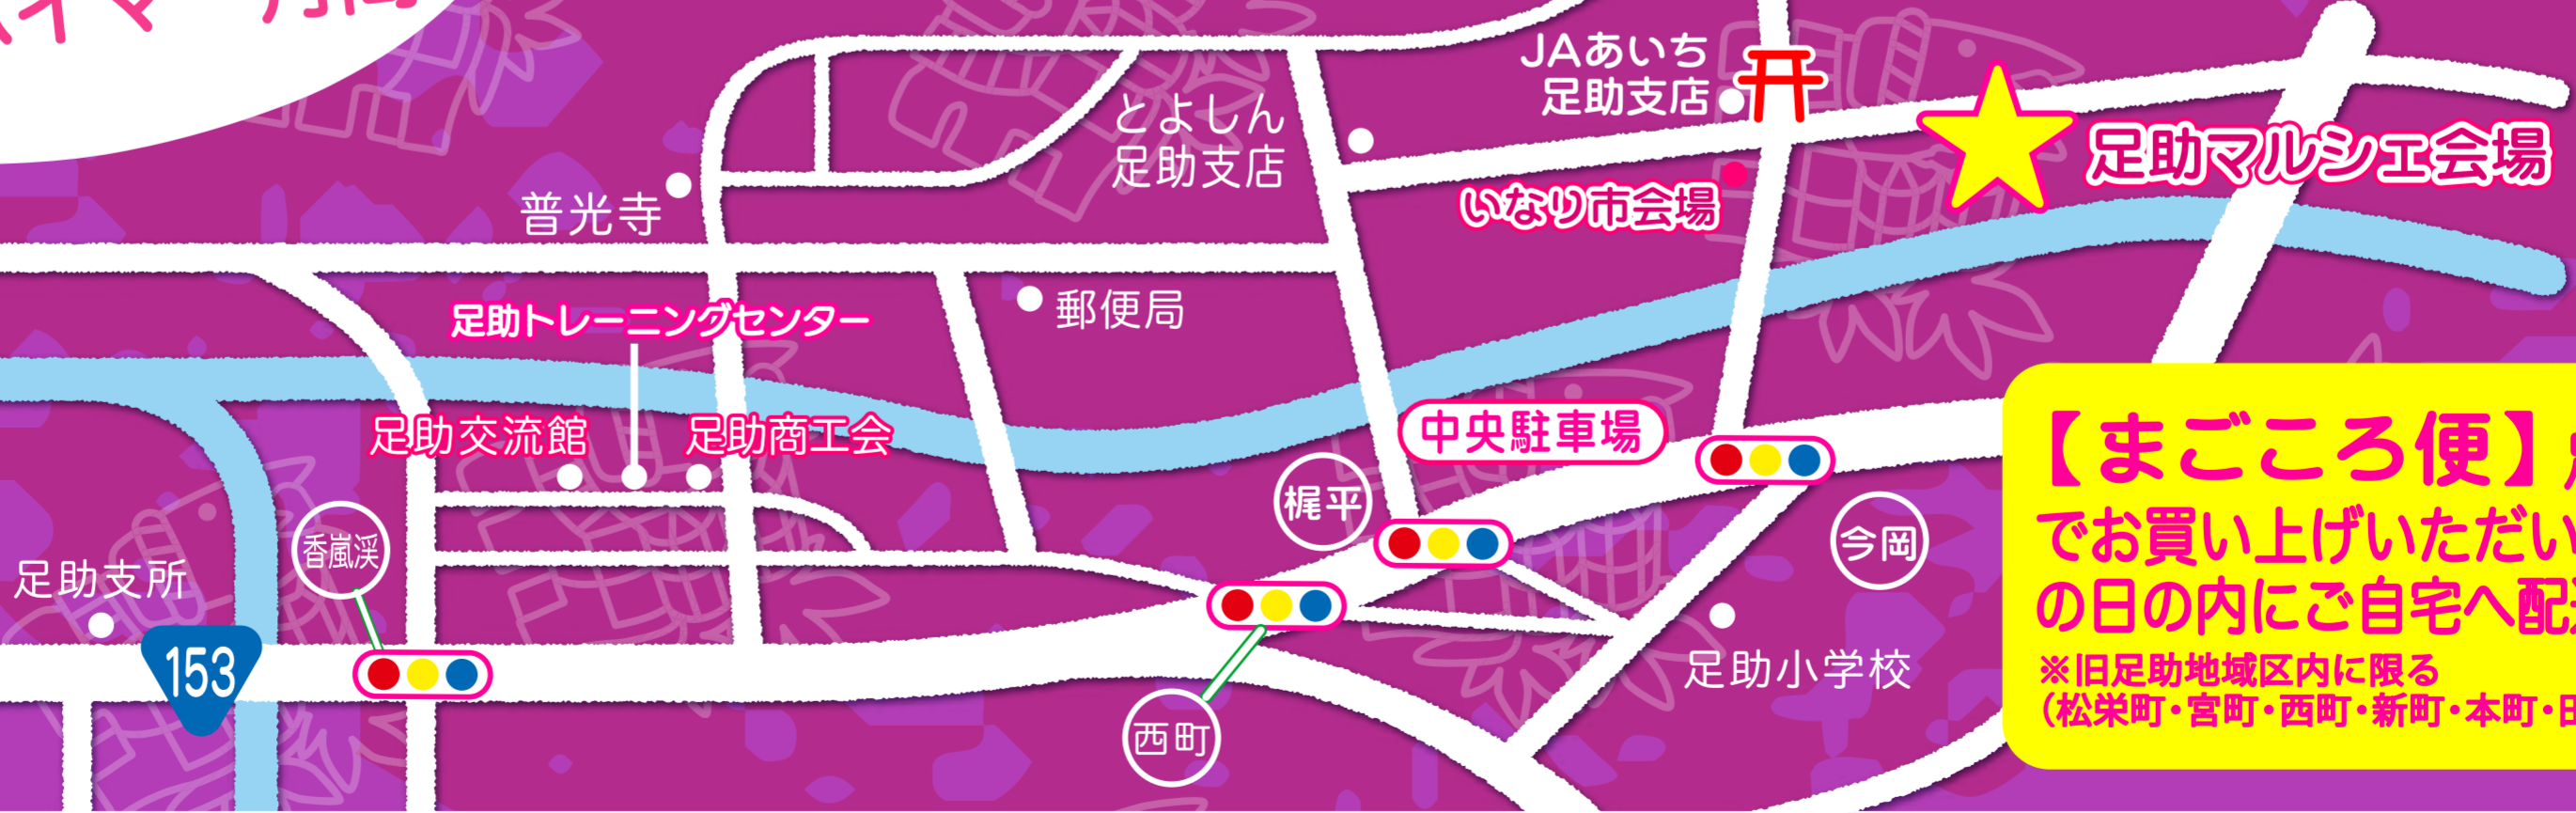 JAあいち
足助支店
とよしん
足助支店
足助マルシェ会場
いなり市会場
普光寺
郵便局
足助トレーニングセンター
足助交流館
足助商工会
中央駐車場
梶平
香嵐渓
今岡
足助支所
153
西町
足助小学校
【まごころ便】
でお買い上げいただい
の日の内にご自宅へ配
※旧足助地域区内に限る
(松栄町・宮町・西町・新町・本町・